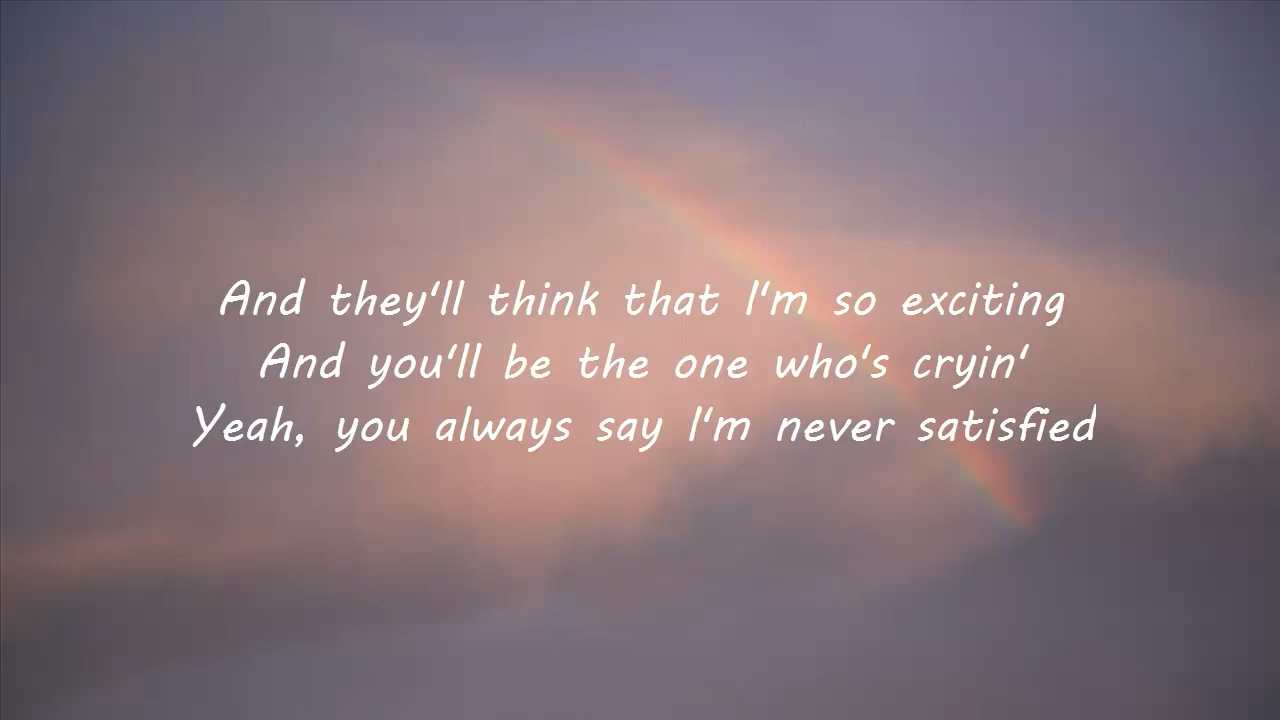 And they'll think that I'm so exciting
And you'll be the one who's cryin'
Yeah, you always say I'm never satisfied